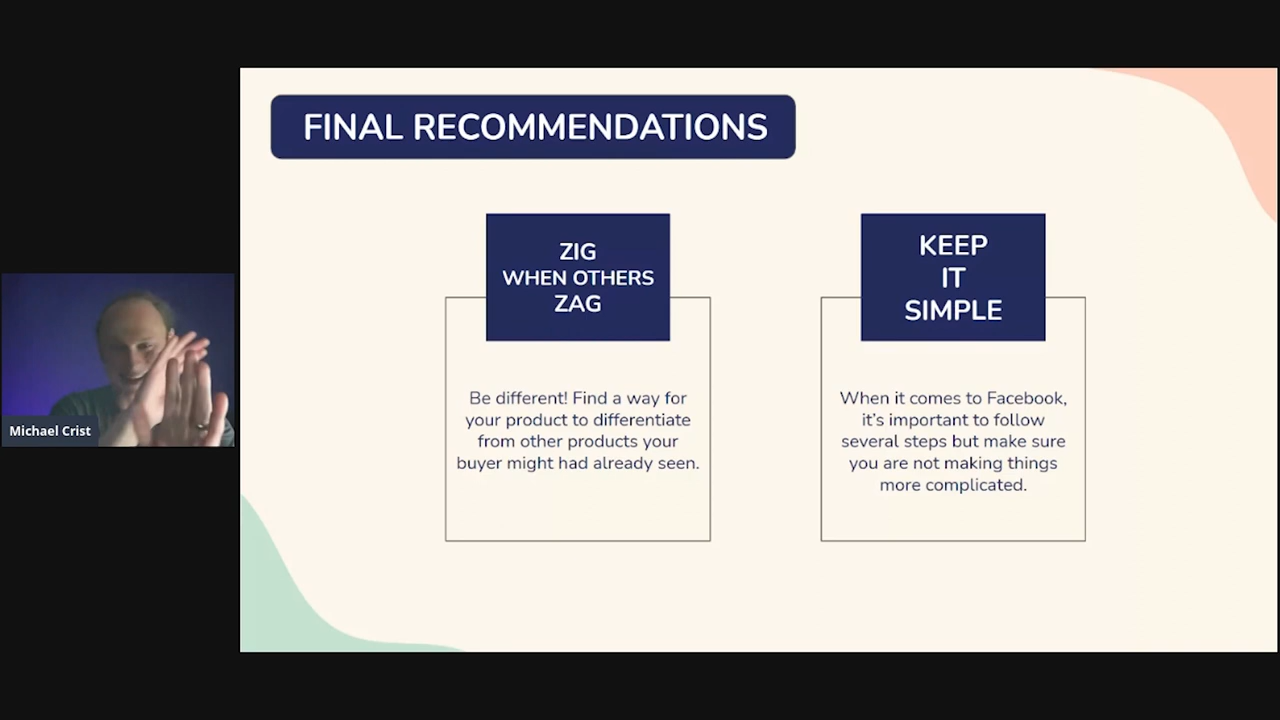 FINAL RECOMMENDATIONS
ZIG
WHEN OTHERS
ZAG
Be different! Find a way for
your product to differentiate
from other products your
buyer might had already seen.
KEEP
IT
SIMPLE
When it comes to Facebook,
it's important to follow
several steps but make sure
you are not making things
more complicated.
Michael Crist